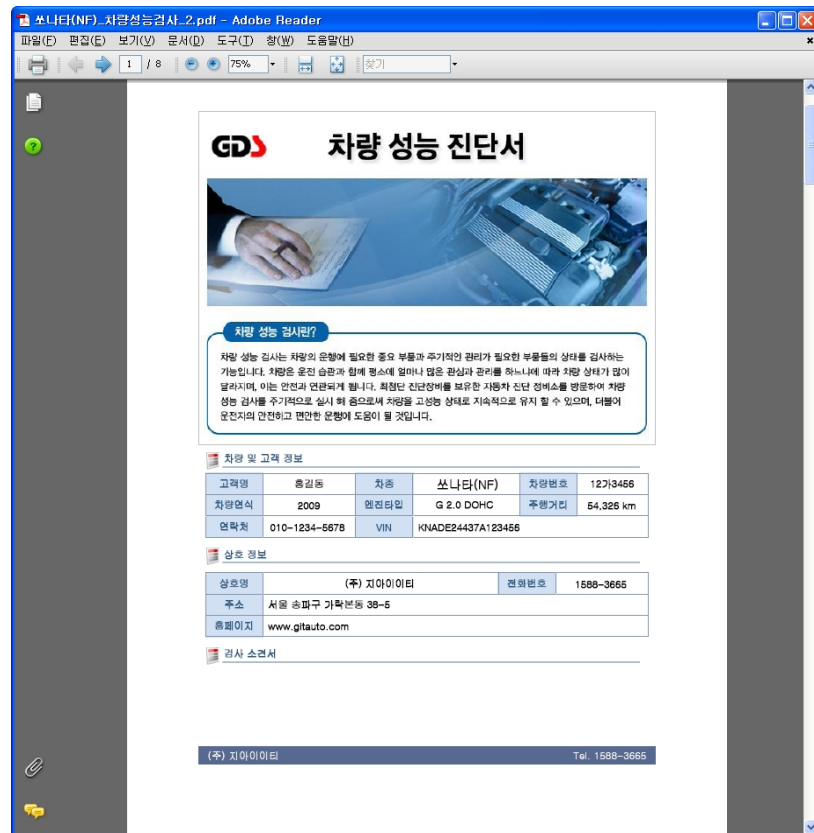 쏘나타(NF)_차량성능검사_2.pdf - Adobe Reader
파일(F) 편집(E) 보기(V) 문서(D) 도구(T) 창(W) 도움말(H)
1 / 8 75% 찾기
GDS 차량 성능 진단서
차량 성능 검사란?
차량 성능 검사는 차량의 운행에 필요한 중요 부품과 주기적인 관리가 필요한 부품들의 상태를 검사하는
기능입니다. 차량은 운전 습관과 함께 평소에 얼마나 많은 관심과 관리를 하느냐에 따라 차량 상태가 많이
달라지며, 이는 안전과 연관되게 됩니다. 최첨단 진단장비를 보유한 자동차 진단 정비소를 방문하여 차량
성능 검사를 주기적으로 실시 해 줌으로써 차량을 고성능 상태로 지속적으로 유지 할 수 있으며, 더불어
운전자의 안전하고 편안한 운행에 도움이 될 것입니다.
차량 및 고객 정보
고객명 홍길동 차종 쏘나타(NF) 차량번호 12가3456
차량연식 2009 엔진타입 G 2.0 DOHC 주행거리 54,326 km
연락처 010-1234-5678 VIN KNADE24437A123456
상호 정보
상호명 (주) 지아이이티 전화번호 1588-3665
주소 서울 송파구 가락본동 38-5
홈페이지 www.gitauto.com
검사 소견서
(주) 지아이이티 Tel. 1588-3665